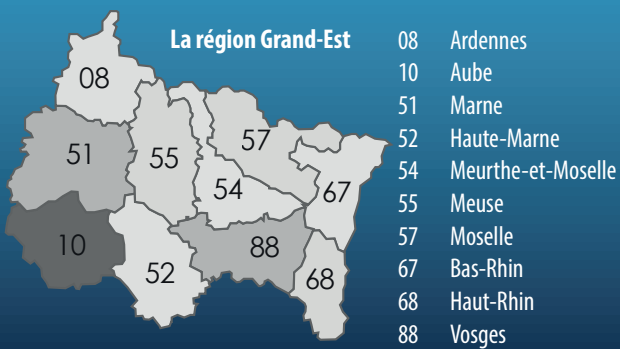 La région Grand-Est
08 Ardennes
10 Aube
51 Marne
52 Haute-Marne
54 Meurthe-et-Moselle
55 Meuse
57 Moselle
67 Bas-Rhin
68 Haut-Rhin
88 Vosges
08
51
55
57
54
67
10
52
88
68